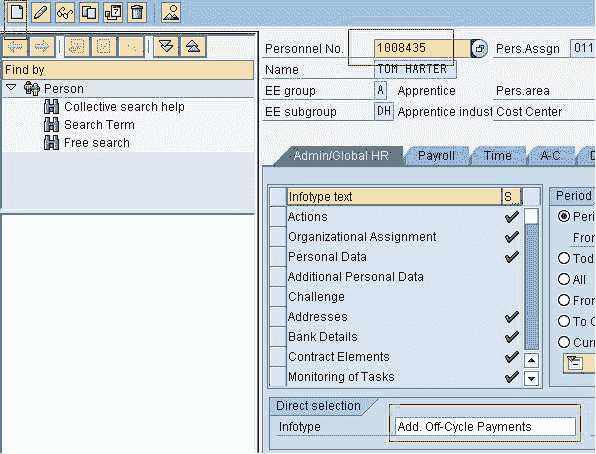 Personnel No. 1008435 Pers.Assgn 011
Find by
Name TOM HARTER
Person
EE group A Apprentice Pers.area
Collective search help
EE subgroup DH Apprentice indust Cost Center
Search Term
Free search
Admin/Global HR Payroll Time A-C D
Infotype text S..
Period
Actions
Peri
Organizational Assignment
From
Personal Data
Tod
Additional Personal Data
All
Challenge
From
Addresses
To C
Bank Details
Curr
Contract Elements
Monitoring of Tasks
Direct selection
Infotype Add. Off-Cycle Payments